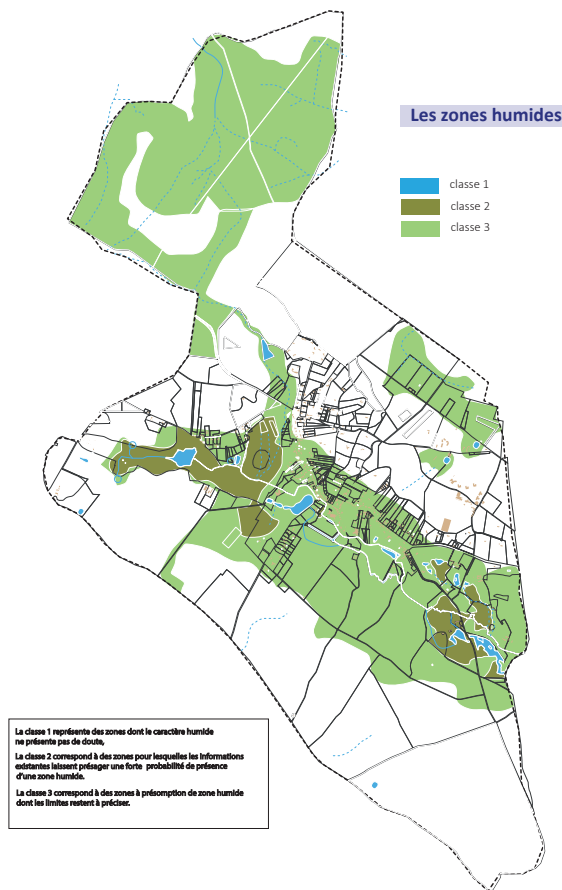 Les zones humides
classe 1
classe 2
classe 3
La classe 1 représente des zones dont le caractère humide
ne présente pas de doute,
La classe 2 correspond à des zones pour lesquelles les informations
existantes laissent présager une forte probabilité de présence
d'une zone humide.
La classe 3 correspond à des zones à présomption de zone humide
dont les limites restent à préciser.